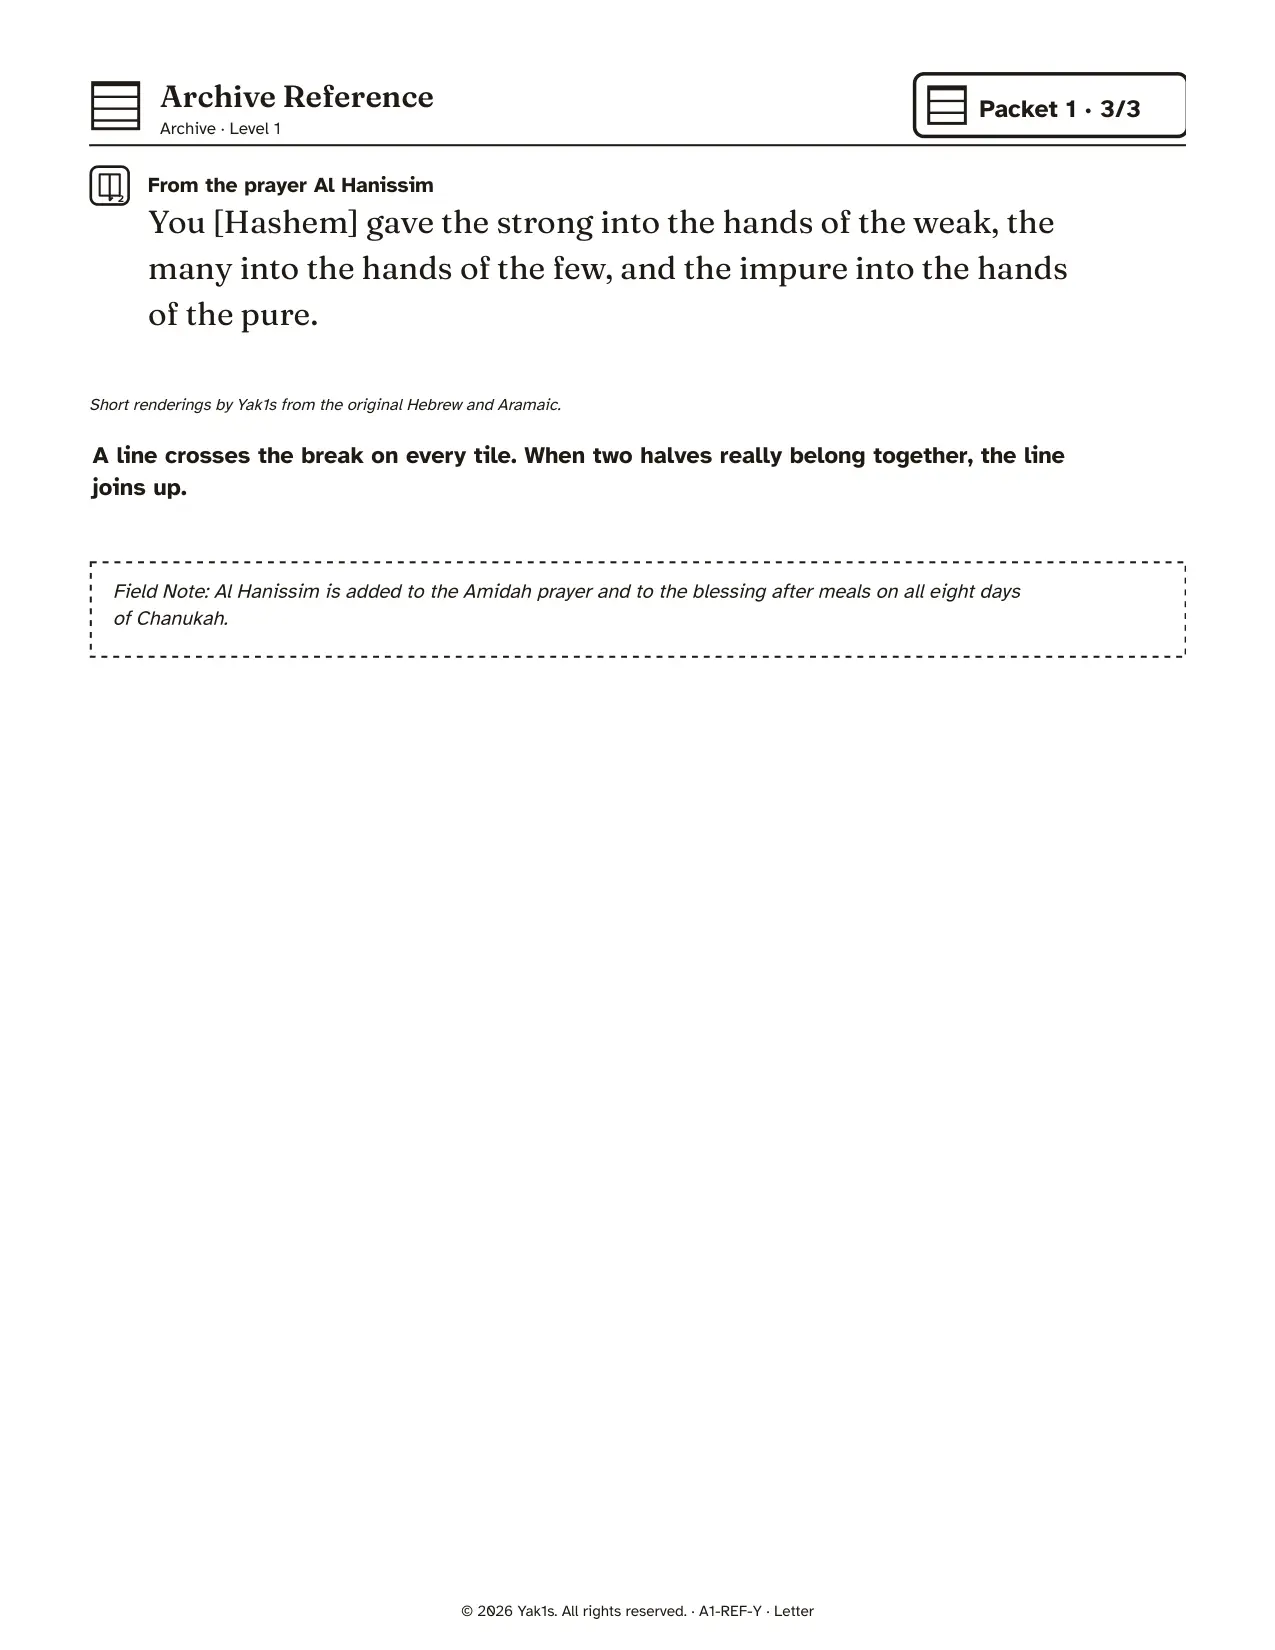 Archive Reference
Archive · Level 1
Packet 1 · 3/3
2
From the prayer Al Hanissim
You [Hashem] gave the strong into the hands of the weak, the
many into the hands of the few, and the impure into the hands
of the pure.
Short renderings by Yak1s from the original Hebrew and Aramaic.
A line crosses the break on every tile. When two halves really belong together, the line
joins up.
Field Note: Al Hanissim is added to the Amidah prayer and to the blessing after meals on all eight days
of Chanukah.
© 2026 Yak1s. All rights reserved. · A1-REF-Y · Letter